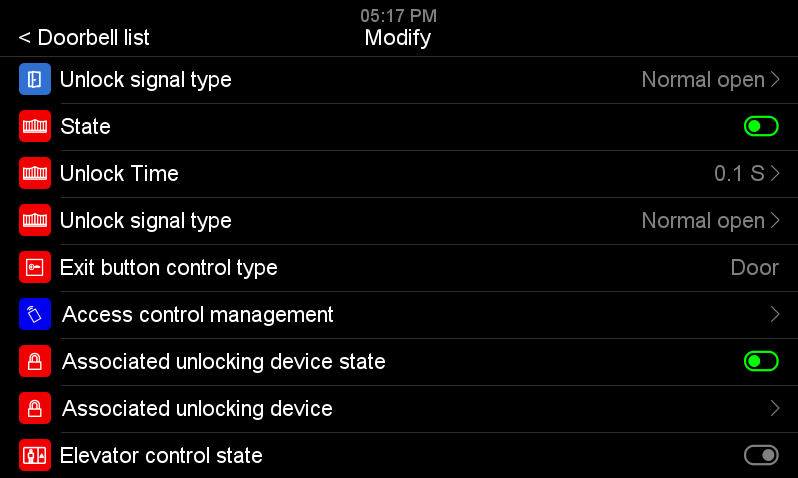 05:17 PM
< Doorbell list
Modify
Unlock signal type
Normal open >
State
Unlock Time
0.1 S >
Unlock signal type
Normal open >
Exit button control type
Door
Access control management >
Associated unlocking device state
Associated unlocking device >
Elevator control state